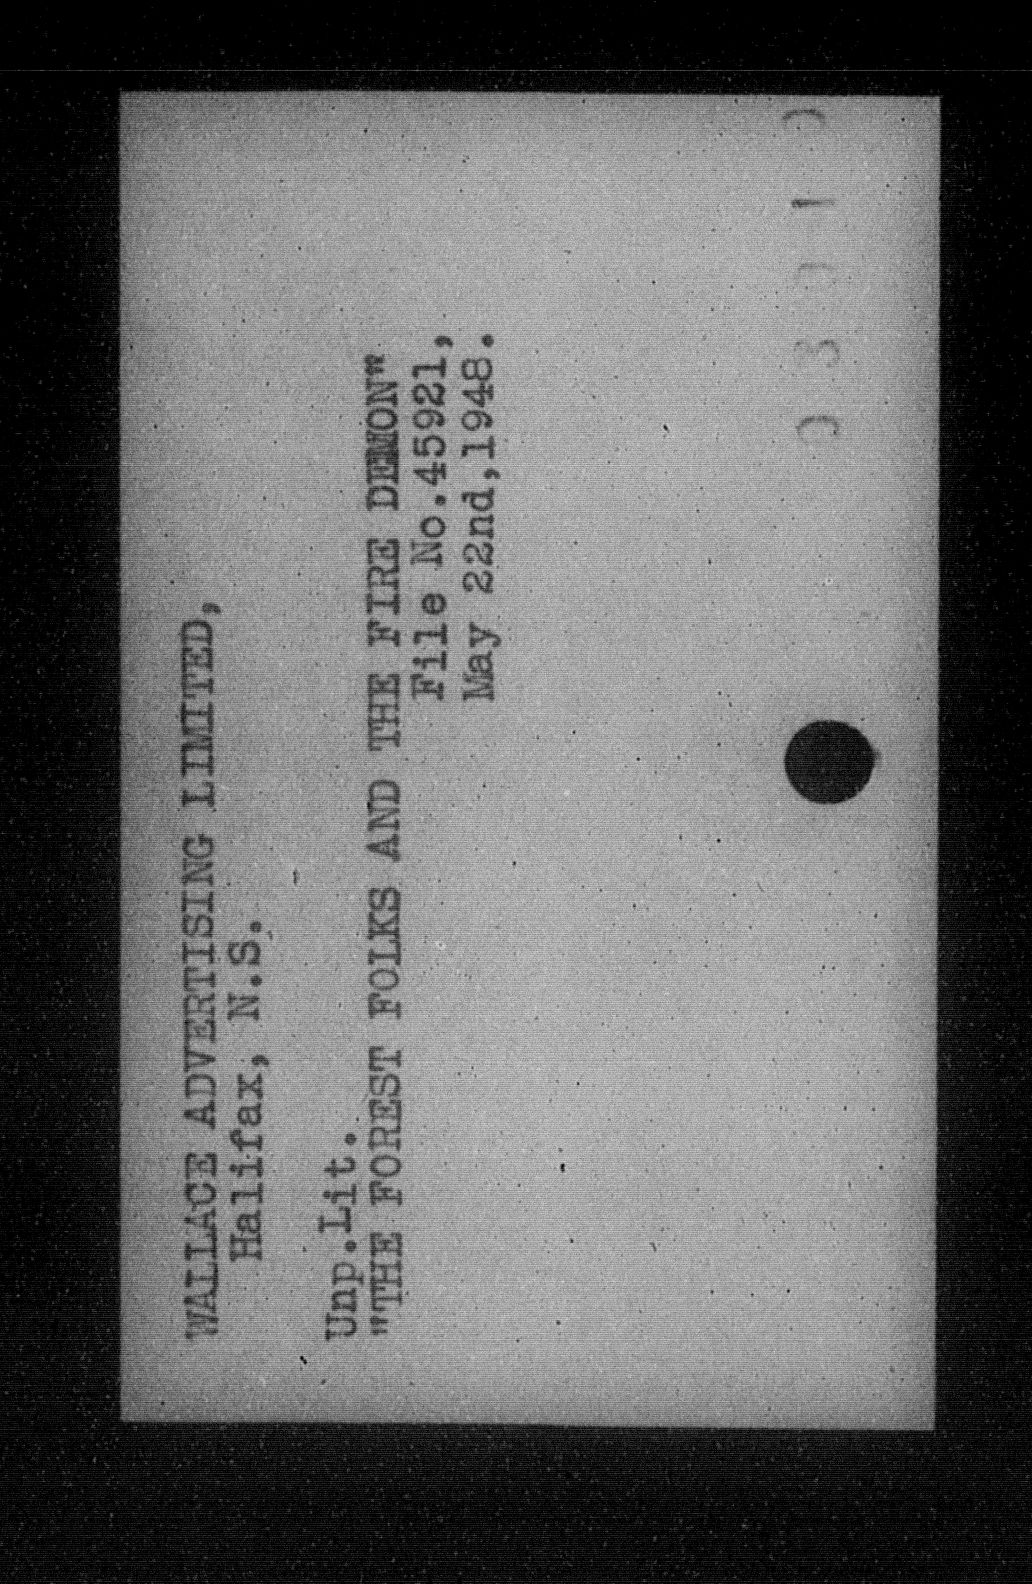 WALLACE ADVERTISING LIMITED,
Halifax, N.S.
Unp.Lit.
"THE FOREST FOLKS AND THE FIRE DEMON"
File No.45921,
May 22nd,1948.